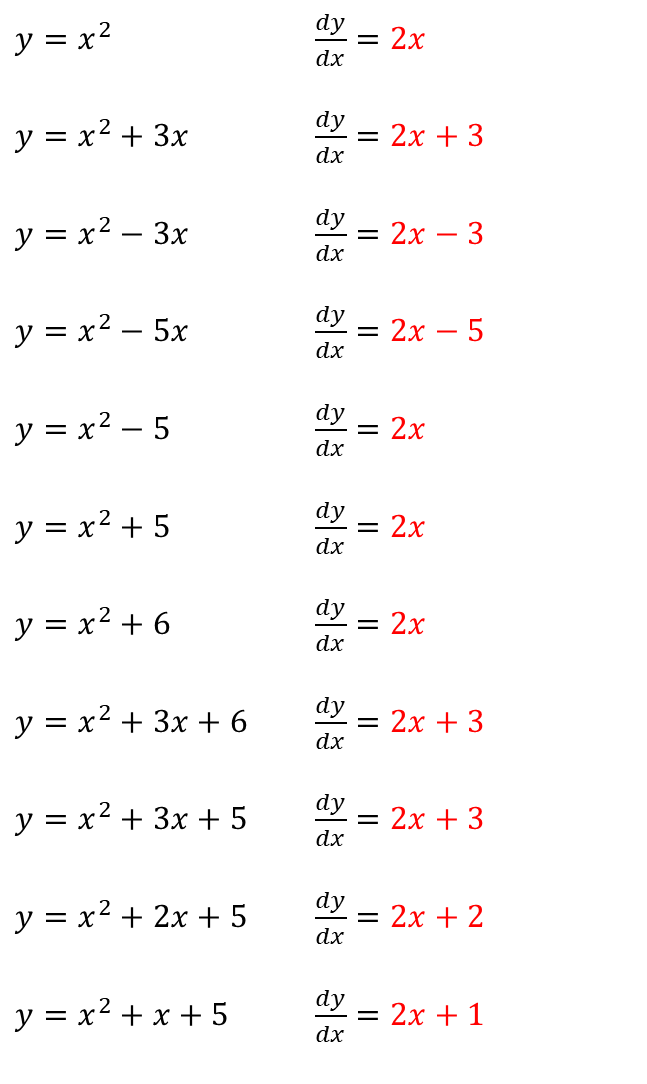 y = x² dy/dx = 2x
y = x² + 3x dy/dx = 2x + 3
y = x² − 3x dy/dx = 2x − 3
y = x² − 5x dy/dx = 2x − 5
y = x² − 5 dy/dx = 2x
y = x² + 5 dy/dx = 2x
y = x² + 6 dy/dx = 2x
y = x² + 3x + 6 dy/dx = 2x + 3
y = x² + 3x + 5 dy/dx = 2x + 3
y = x² + 2x + 5 dy/dx = 2x + 2
y = x² + x + 5 dy/dx = 2x + 1